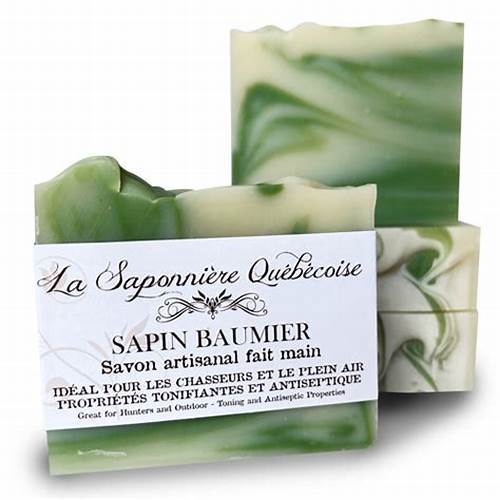 La Saponnière Québécoise
SAPIN BAUMIER
Savon artisanal fait main
IDÉAL POUR LES CHASSEURS ET LE PLEIN AIR
PROPRIÉTÉS TONIFIANTES ET ANTISEPTIQUE
Great for Hunters and Outdoor - Toning and Antiseptic Properties